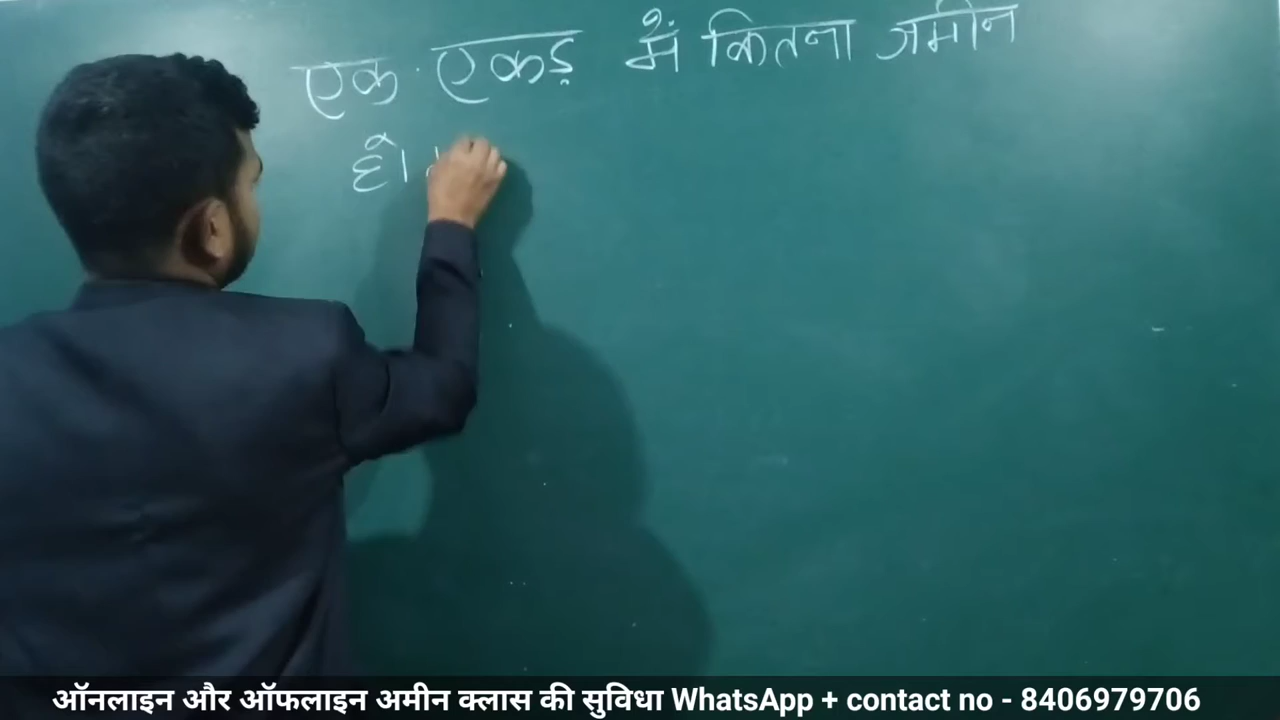 एक एकड़ में कितना जमीन
हो
ऑनलाइन और ऑफलाइन अमीन क्लास की सुविधा WhatsApp + contact no - 8406979706